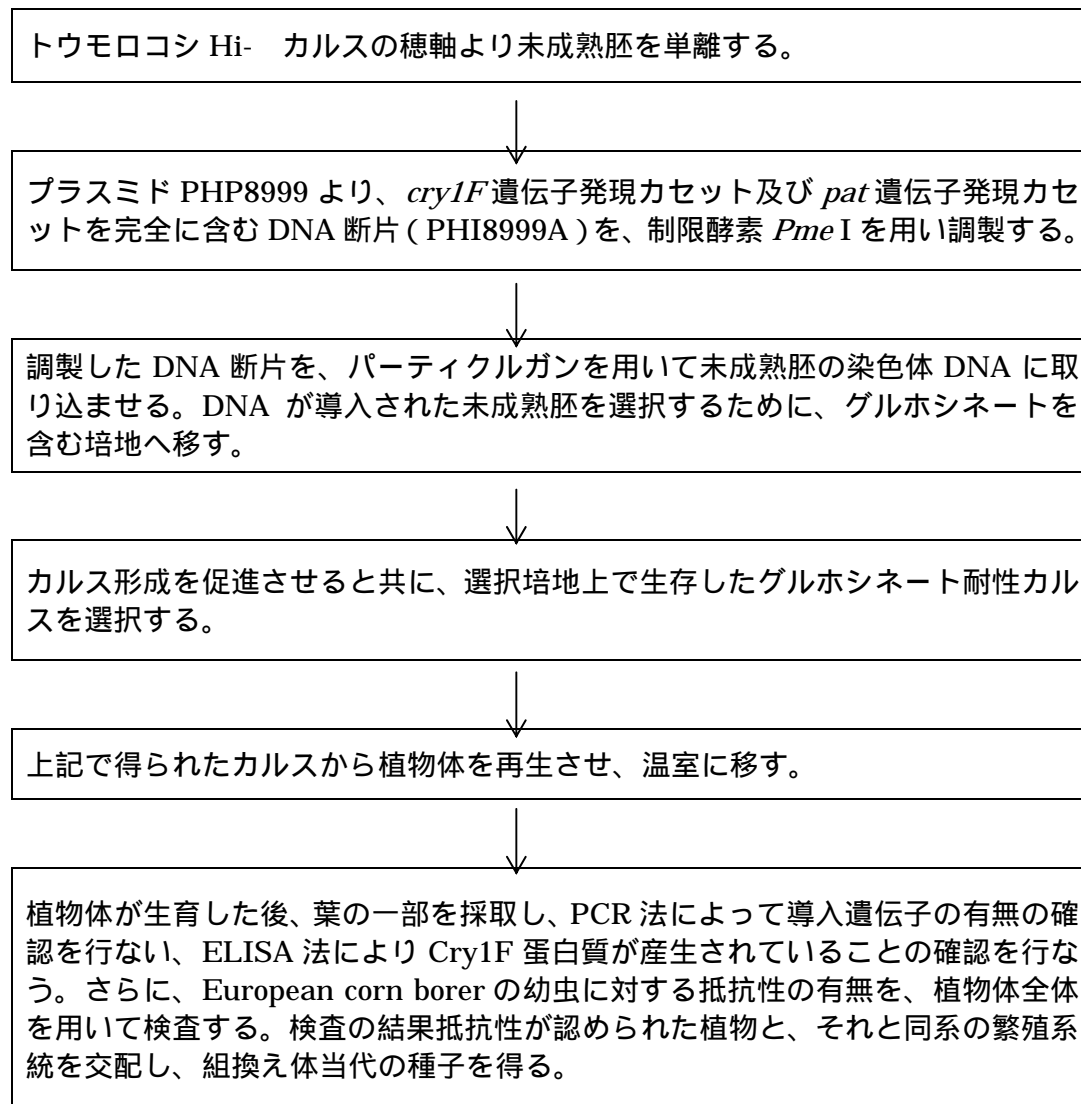 トウモロコシ Hi-　カルスの穂軸より未成熟胚を単離する。
プラスミド PHP8999 より、cry1F 遺伝子発現カセット及び pat 遺伝子発現カセ
ットを完全に含む DNA 断片 ( PHI8999A ) を、制限酵素 Pme I を用い調製する。
調製した DNA 断片を、パーティクルガンを用いて未成熟胚の染色体 DNA に取
り込ませる。DNA が導入された未成熟胚を選択するために、グルホシネートを
含む培地へ移す。
カルス形成を促進させると共に、選択培地上で生存したグルホシネート耐性カル
スを選択する。
上記で得られたカルスから植物体を再生させ、温室に移す。
植物体が生育した後、葉の一部を採取し、PCR 法によって導入遺伝子の有無の確
認を行ない、ELISA 法により Cry1F 蛋白質が産生されていることの確認を行な
う。さらに、European corn borer の幼虫に対する抵抗性の有無を、植物体全体
を用いて検査する。検査の結果抵抗性が認められた植物と、それと同系の繁殖系
統を交配し、組換え体当代の種子を得る。